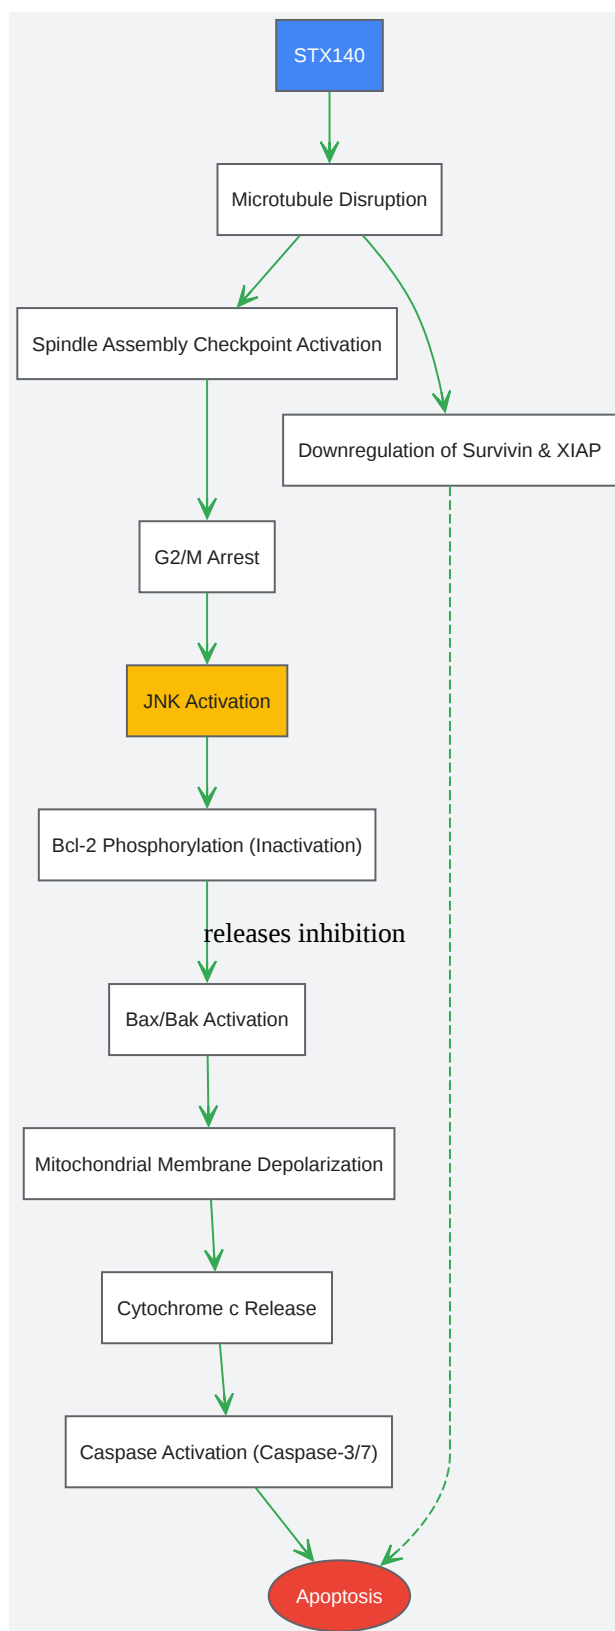 STX140
Microtubule Disruption
Spindle Assembly Checkpoint Activation
Downregulation of Survivin & XIAP
G2/M Arrest
JNK Activation
Bcl-2 Phosphorylation (Inactivation)
releases inhibition
Bax/Bak Activation
Mitochondrial Membrane Depolarization
Cytochrome c Release
Caspase Activation (Caspase-3/7)
Apoptosis